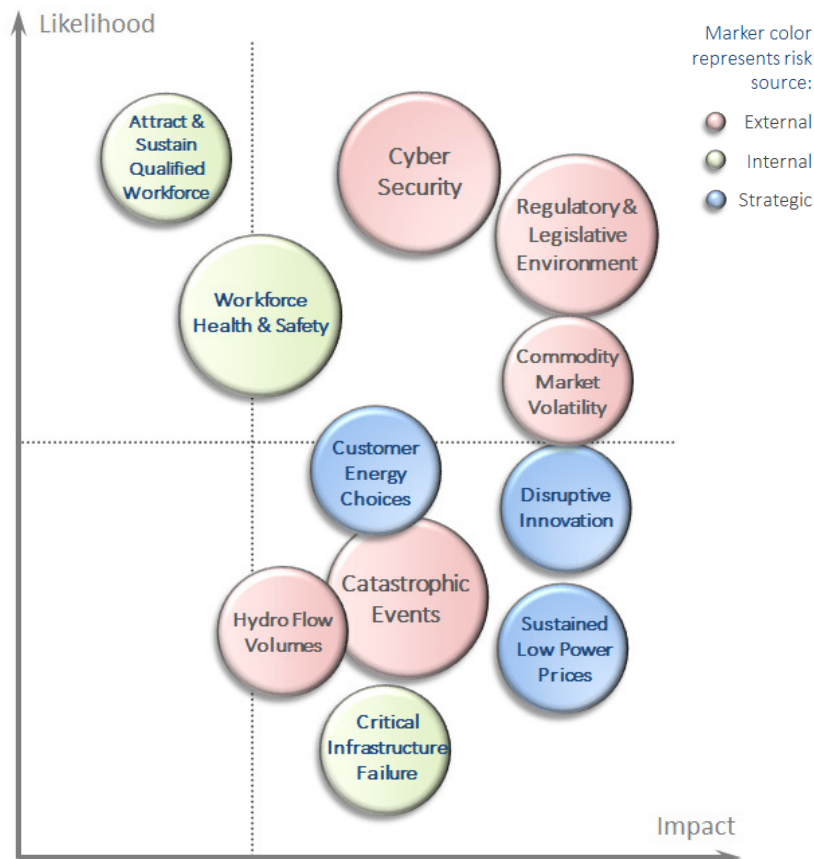 Likelihood
Marker color
represents risk
source:
External
Internal
Strategic
Attract &
Sustain
Qualified
Workforce
Cyber
Security
Regulatory &
Legislative
Environment
Workforce
Health & Safety
Commodity
Market
Volatility
Customer
Energy
Choices
Disruptive
Innovation
Catastrophic
Events
Hydro Flow
Volumes
Sustained
Low Power
Prices
Critical
Infrastructure
Failure
Impact